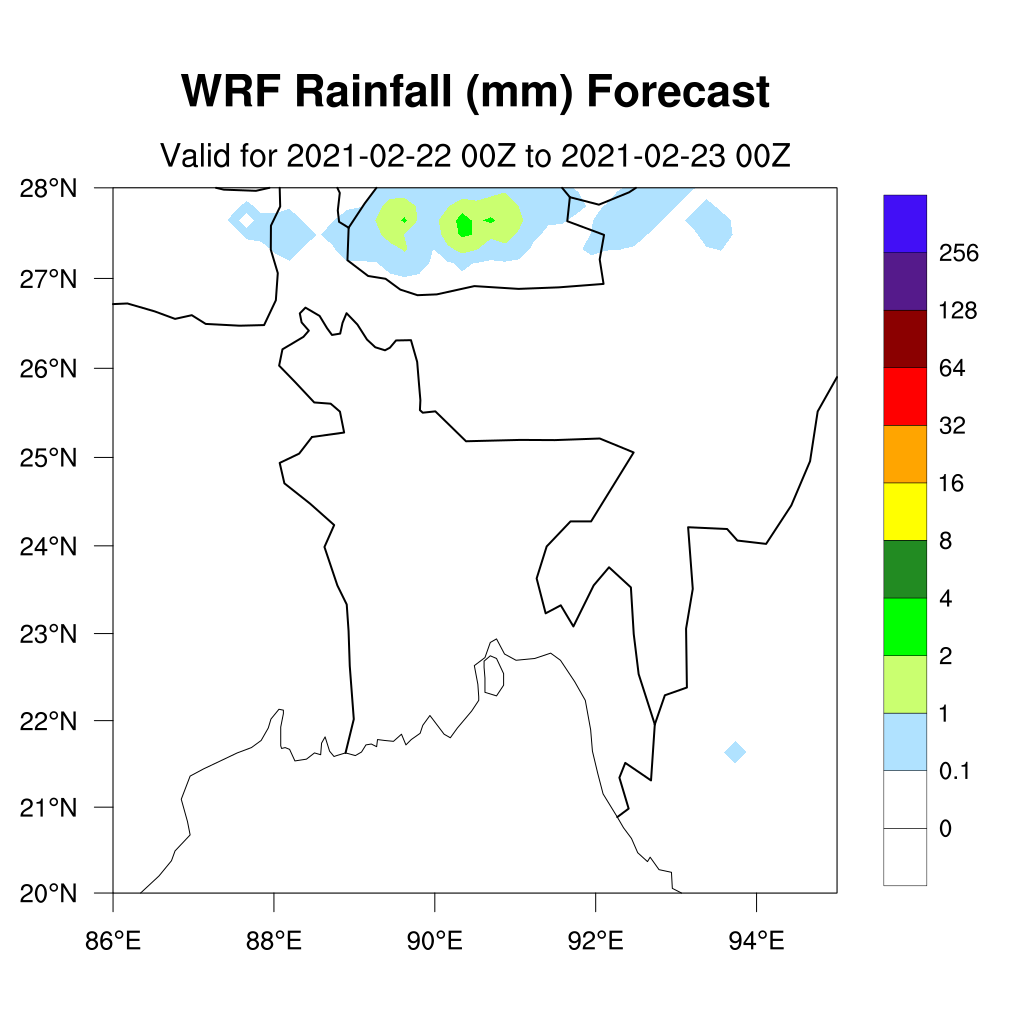 WRF Rainfall (mm) Forecast
Valid for 2021-02-22 00Z to 2021-02-23 00Z
28°N
27°N
26°N
25°N
24°N
23°N
22°N
21°N
20°N
86°E 88°E 90°E 92°E 94°E
256
128
64
32
16
8
4
2
1
0.1
0